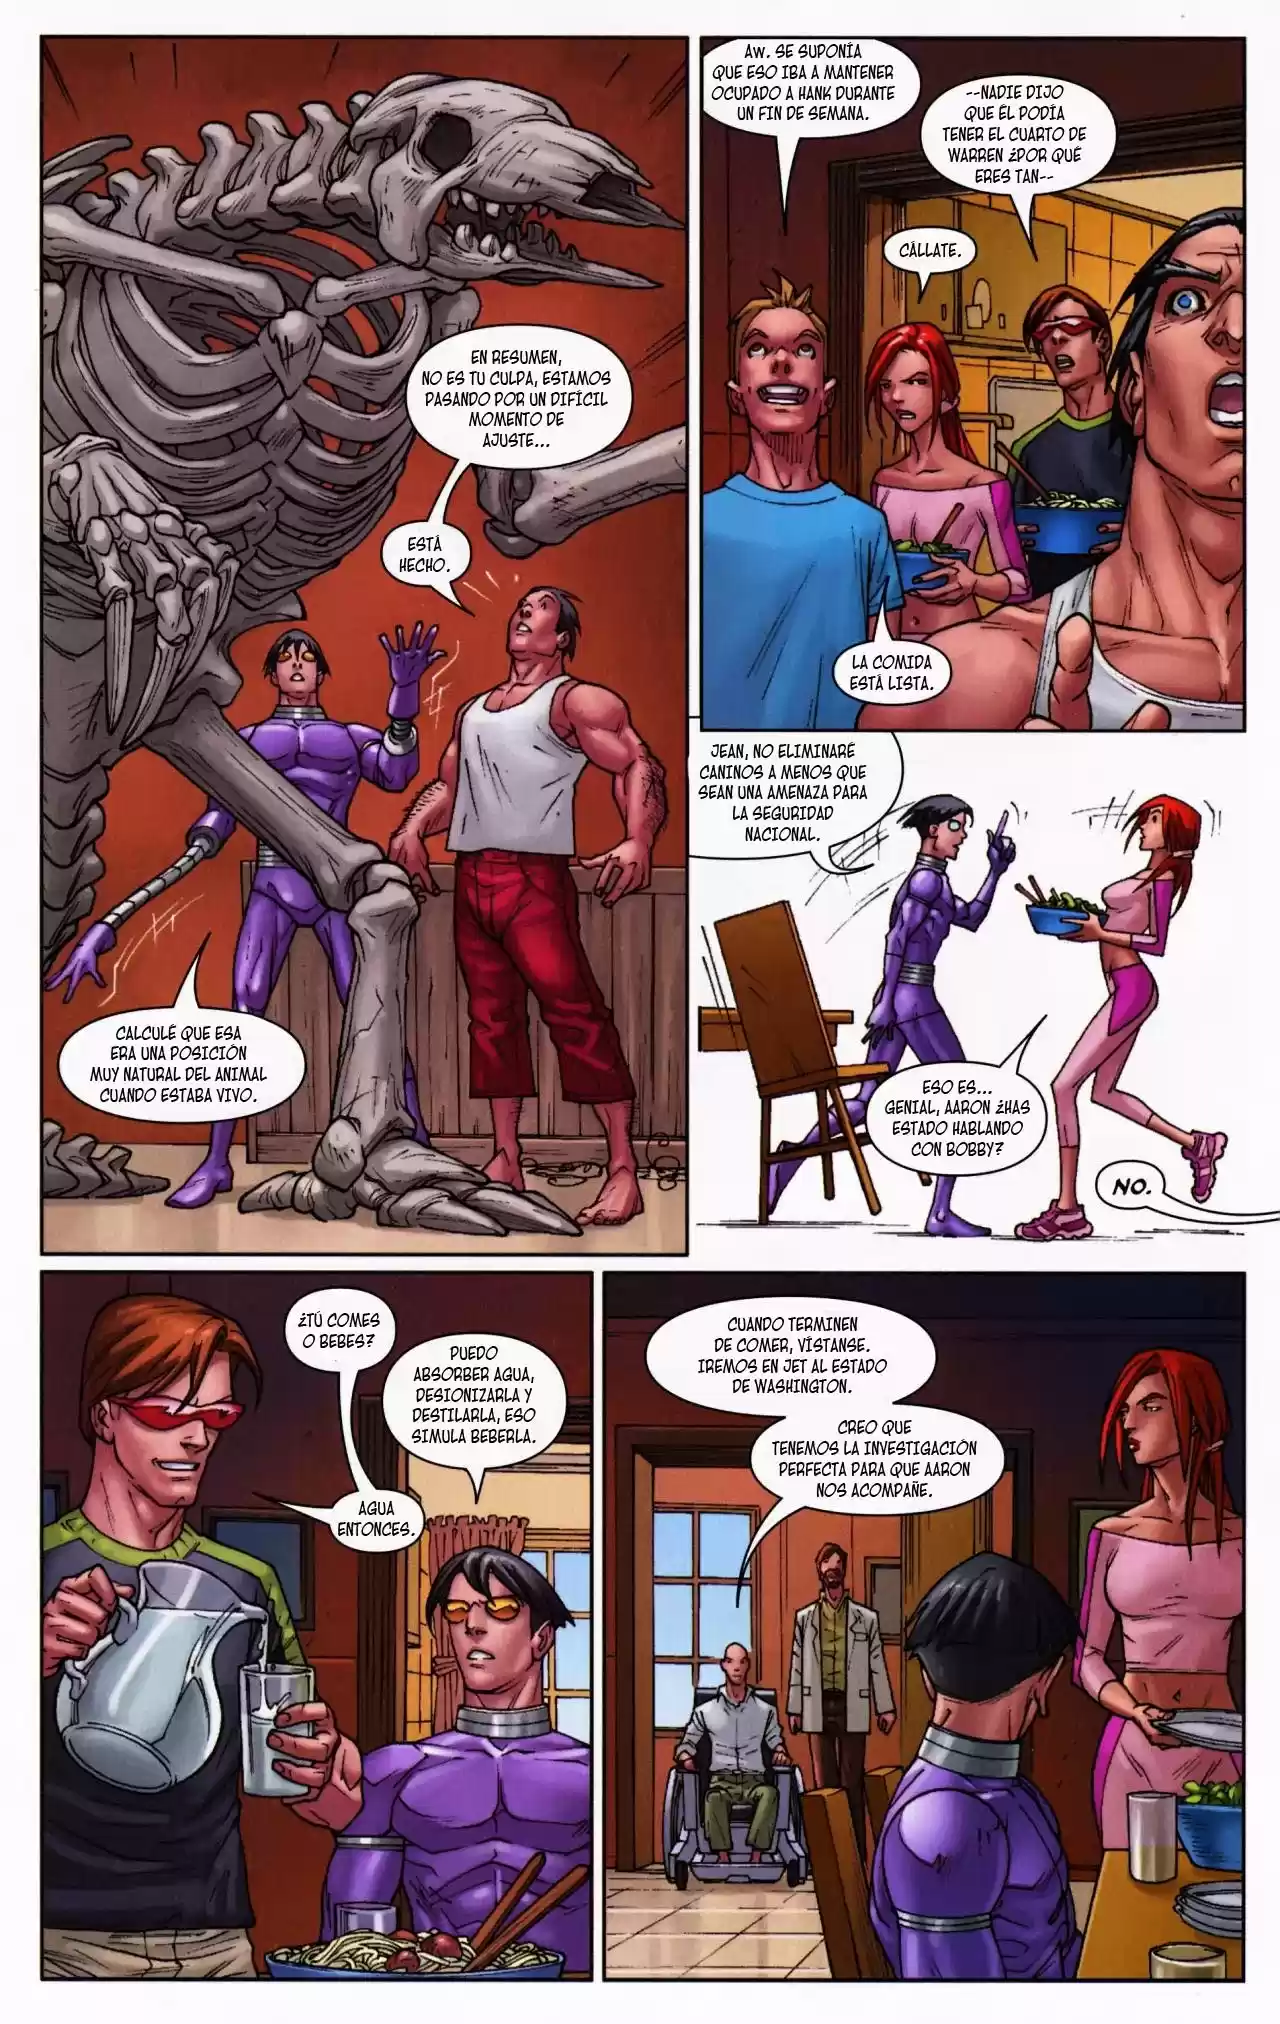 EN RESUMEN,
NO ES TU CULPA, ESTAMOS
PASANDO POR UN DIFÍCIL
MOMENTO DE
AJUSTE...
ESTÁ
HECHO.
CALCULÉ QUE ESA
ERA UNA POSICIÓN
MUY NATURAL DEL ANIMAL
CUANDO ESTABA VIVO.
AW. SE SUPONÍA
QUE ESO IBA A MANTENER
OCUPADO A HANK DURANTE
UN FIN DE SEMANA.
--NADIE DIJO
QUE ÉL PODÍA
TENER EL CUARTO DE
WARREN ¿POR QUÉ
ERES TAN--
CÁLLATE.
LA COMIDA
ESTÁ LISTA.
JEAN, NO ELIMINARÉ
CANINOS A MENOS QUE
SEAN UNA AMENAZA PARA
LA SEGURIDAD
NACIONAL.
ESO ES...
GENIAL, AARON ¿HAS
ESTADO HABLANDO
CON BOBBY?
NO.
¿TÚ COMES
O BEBES?
PUEDO
ABSORBER AGUA,
DESIONIZARLA Y
DESTILARLA, ESO
SIMULA BEBERLA.
AGUA
ENTONCES.
CUANDO TERMINEN
DE COMER, VÍSTANSE.
IREMOS EN JET AL ESTADO
DE WASHINGTON.
CREO QUE
TENEMOS LA INVESTIGACIÓN
PERFECTA PARA QUE AARON
NOS ACOMPAÑE.